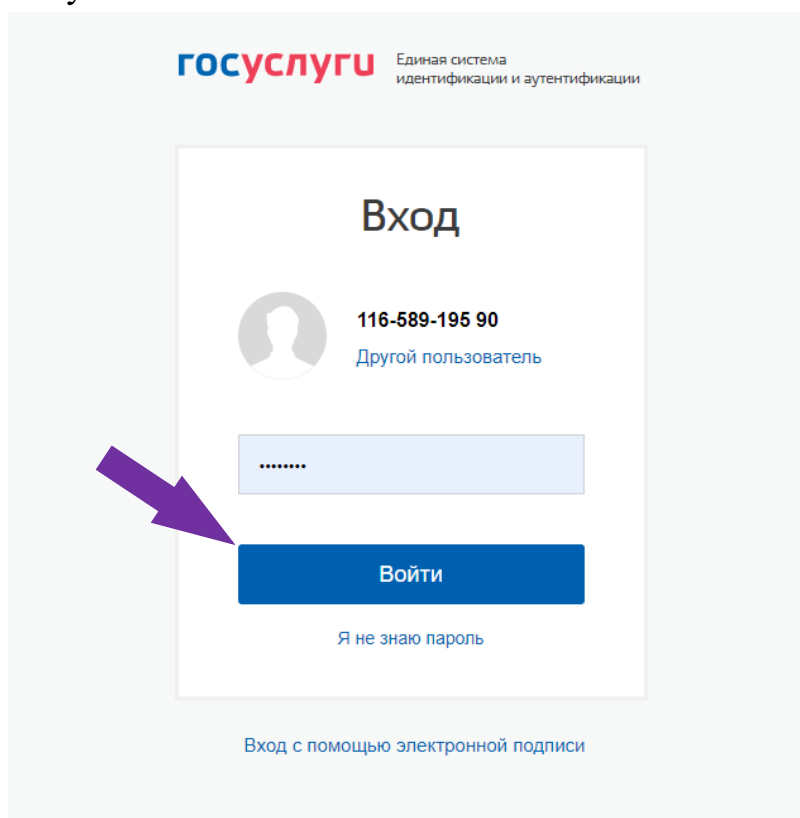 госуслуги
Единая система
идентификации и аутентификации
Вход
116-589-195 90
Другой пользователь
........
Войти
Я не знаю пароль
Вход с помощью электронной подписи